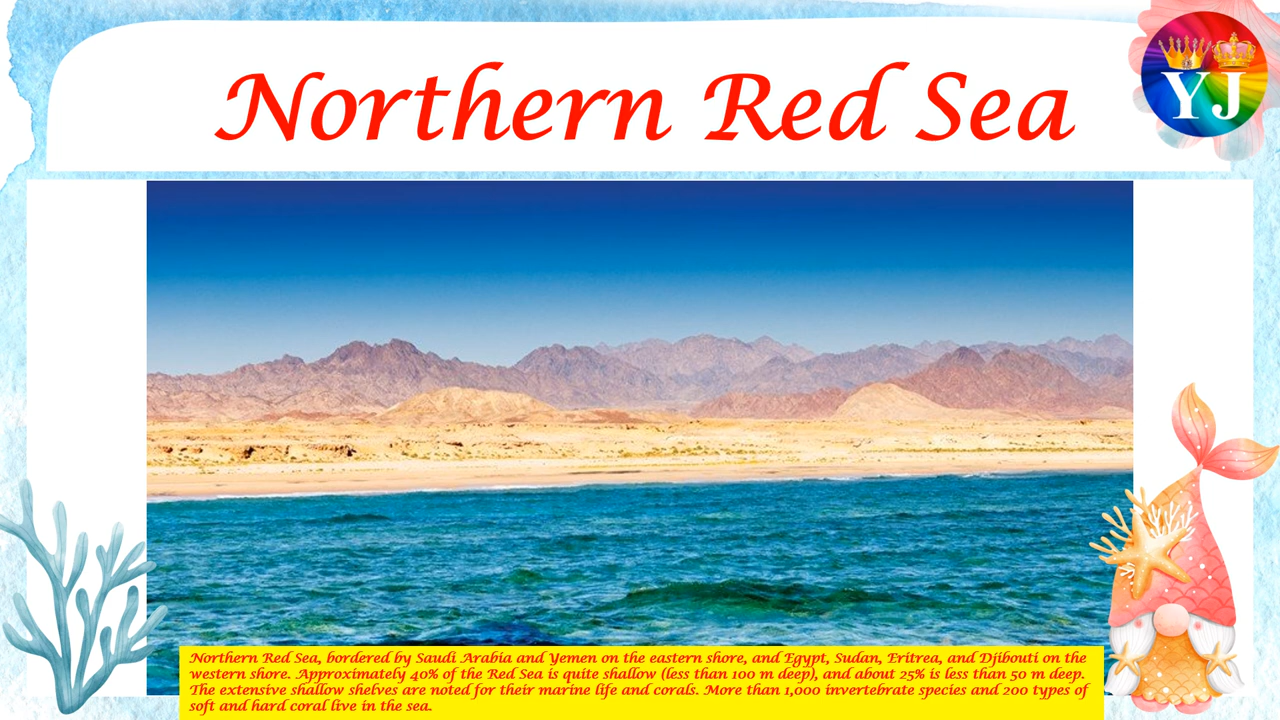 Northern Red Sea
YJ
Northern Red Sea, bordered by Saudi Arabia and Yemen on the eastern shore, and Egypt, Sudan, Eritrea, and Djibouti on the
western shore. Approximately 40% of the Red Sea is quite shallow (less than 100 m deep), and about 25% is less than 50 m deep.
The extensive shallow shelves are noted for their marine life and corals. More than 1,000 invertebrate species and 200 types of
soft and hard coral live in the sea.